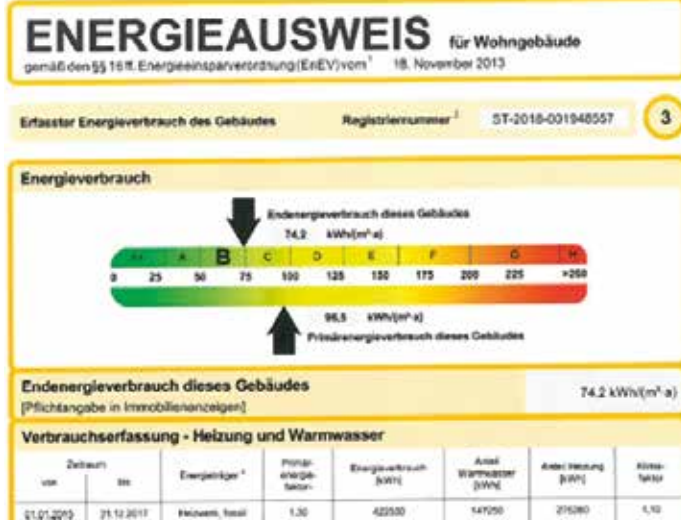 ENERGIEAUSWEIS für Wohngebäude
gemäß den §§ 16 ff. Energieeinsparverordnung (EnEV) vom 1 18. November 2013
Erfasster Energieverbrauch des Gebäudes Registriernummer 2 ST-2018-001948557 3
Energieverbrauch
Endenergieverbrauch dieses Gebäudes
74,2 kWh/(m²·a)
A+ A B C D E F G H
0 25 50 75 100 125 150 175 200 225 >250
96,5 kWh/(m²·a)
Primärenergieverbrauch dieses Gebäudes
Endenergieverbrauch dieses Gebäudes
[Pflichtangabe in Immobilienanzeigen]
74,2 kWh/(m²·a)
Verbrauchserfassung - Heizung und Warmwasser
Zeitraum
von bis
Energieträger
Primär-
energie-
faktor-
Energieverbrauch
[kWh]
Anteil
Warmwasser
[kWh]
Anteil Heizung
[kWh]
Klima-
faktor
01.01.2015 31.12.2017 Heizwerk, fossil 1,30 422530 147250 275280 1,10